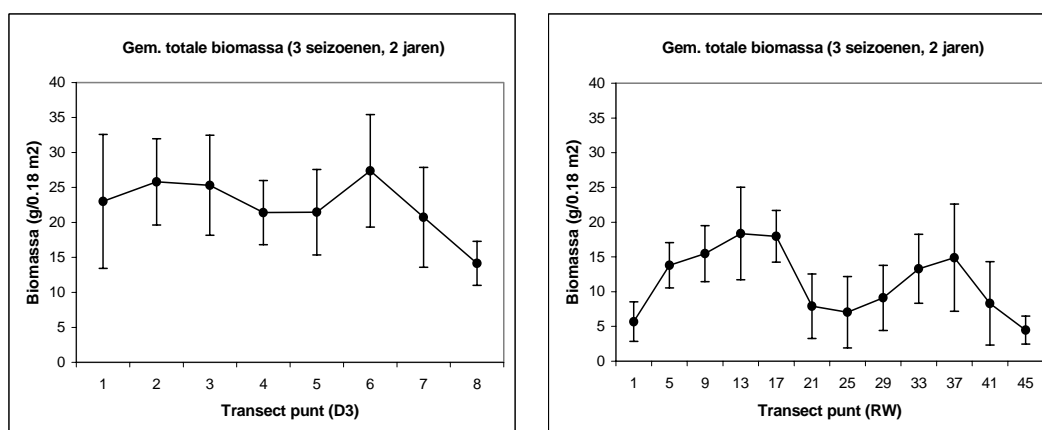 Gem. totale biomassa (3 seizoenen, 2 jaren)
Biomassa (g/0.18 m2)
40
35
30
25
20
15
10
5
0
1 2 3 4 5 6 7 8
Transect punt (D3)
Gem. totale biomassa (3 seizoenen, 2 jaren)
Biomassa (g/0.18 m2)
40
35
30
25
20
15
10
5
0
1 5 9 13 17 21 25 29 33 37 41 45
Transect punt (RW)